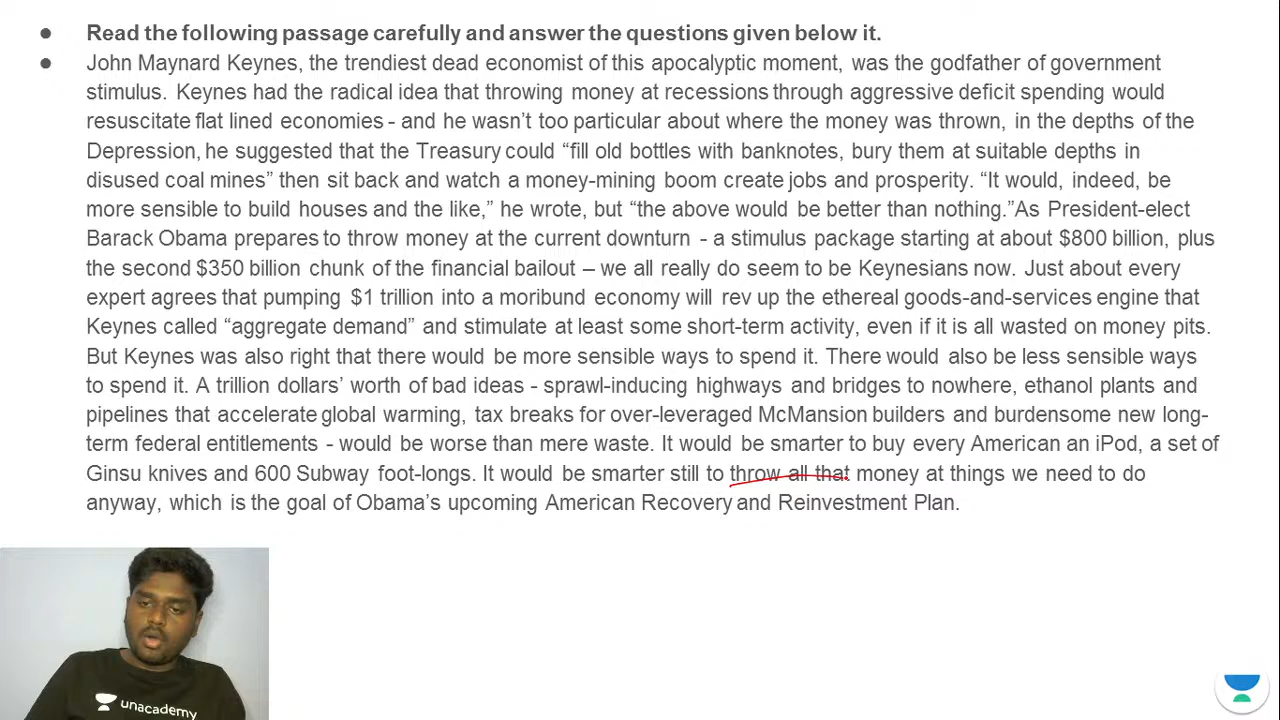 Read the following passage carefully and answer the questions given below it.
John Maynard Keynes, the trendiest dead economist of this apocalyptic moment, was the godfather of government
stimulus. Keynes had the radical idea that throwing money at recessions through aggressive deficit spending would
resuscitate flat lined economies - and he wasn't too particular about where the money was thrown, in the depths of the
Depression, he suggested that the Treasury could “fill old bottles with banknotes, bury them at suitable depths in
disused coal mines” then sit back and watch a money-mining boom create jobs and prosperity. “It would, indeed, be
more sensible to build houses and the like,” he wrote, but “the above would be better than nothing.”As President-elect
Barack Obama prepares to throw money at the current downturn - a stimulus package starting at about $800 billion, plus
the second $350 billion chunk of the financial bailout – we all really do seem to be Keynesians now. Just about every
expert agrees that pumping $1 trillion into a moribund economy will rev up the ethereal goods-and-services engine that
Keynes called “aggregate demand” and stimulate at least some short-term activity, even if it is all wasted on money pits.
But Keynes was also right that there would be more sensible ways to spend it. There would also be less sensible ways
to spend it. A trillion dollars' worth of bad ideas - sprawl-inducing highways and bridges to nowhere, ethanol plants and
pipelines that accelerate global warming, tax breaks for over-leveraged McMansion builders and burdensome new long-
term federal entitlements - would be worse than mere waste. It would be smarter to buy every American an iPod, a set of
Ginsu knives and 600 Subway foot-longs. It would be smarter still to throw all that money at things we need to do
anyway, which is the goal of Obama's upcoming American Recovery and Reinvestment Plan.
unacademy